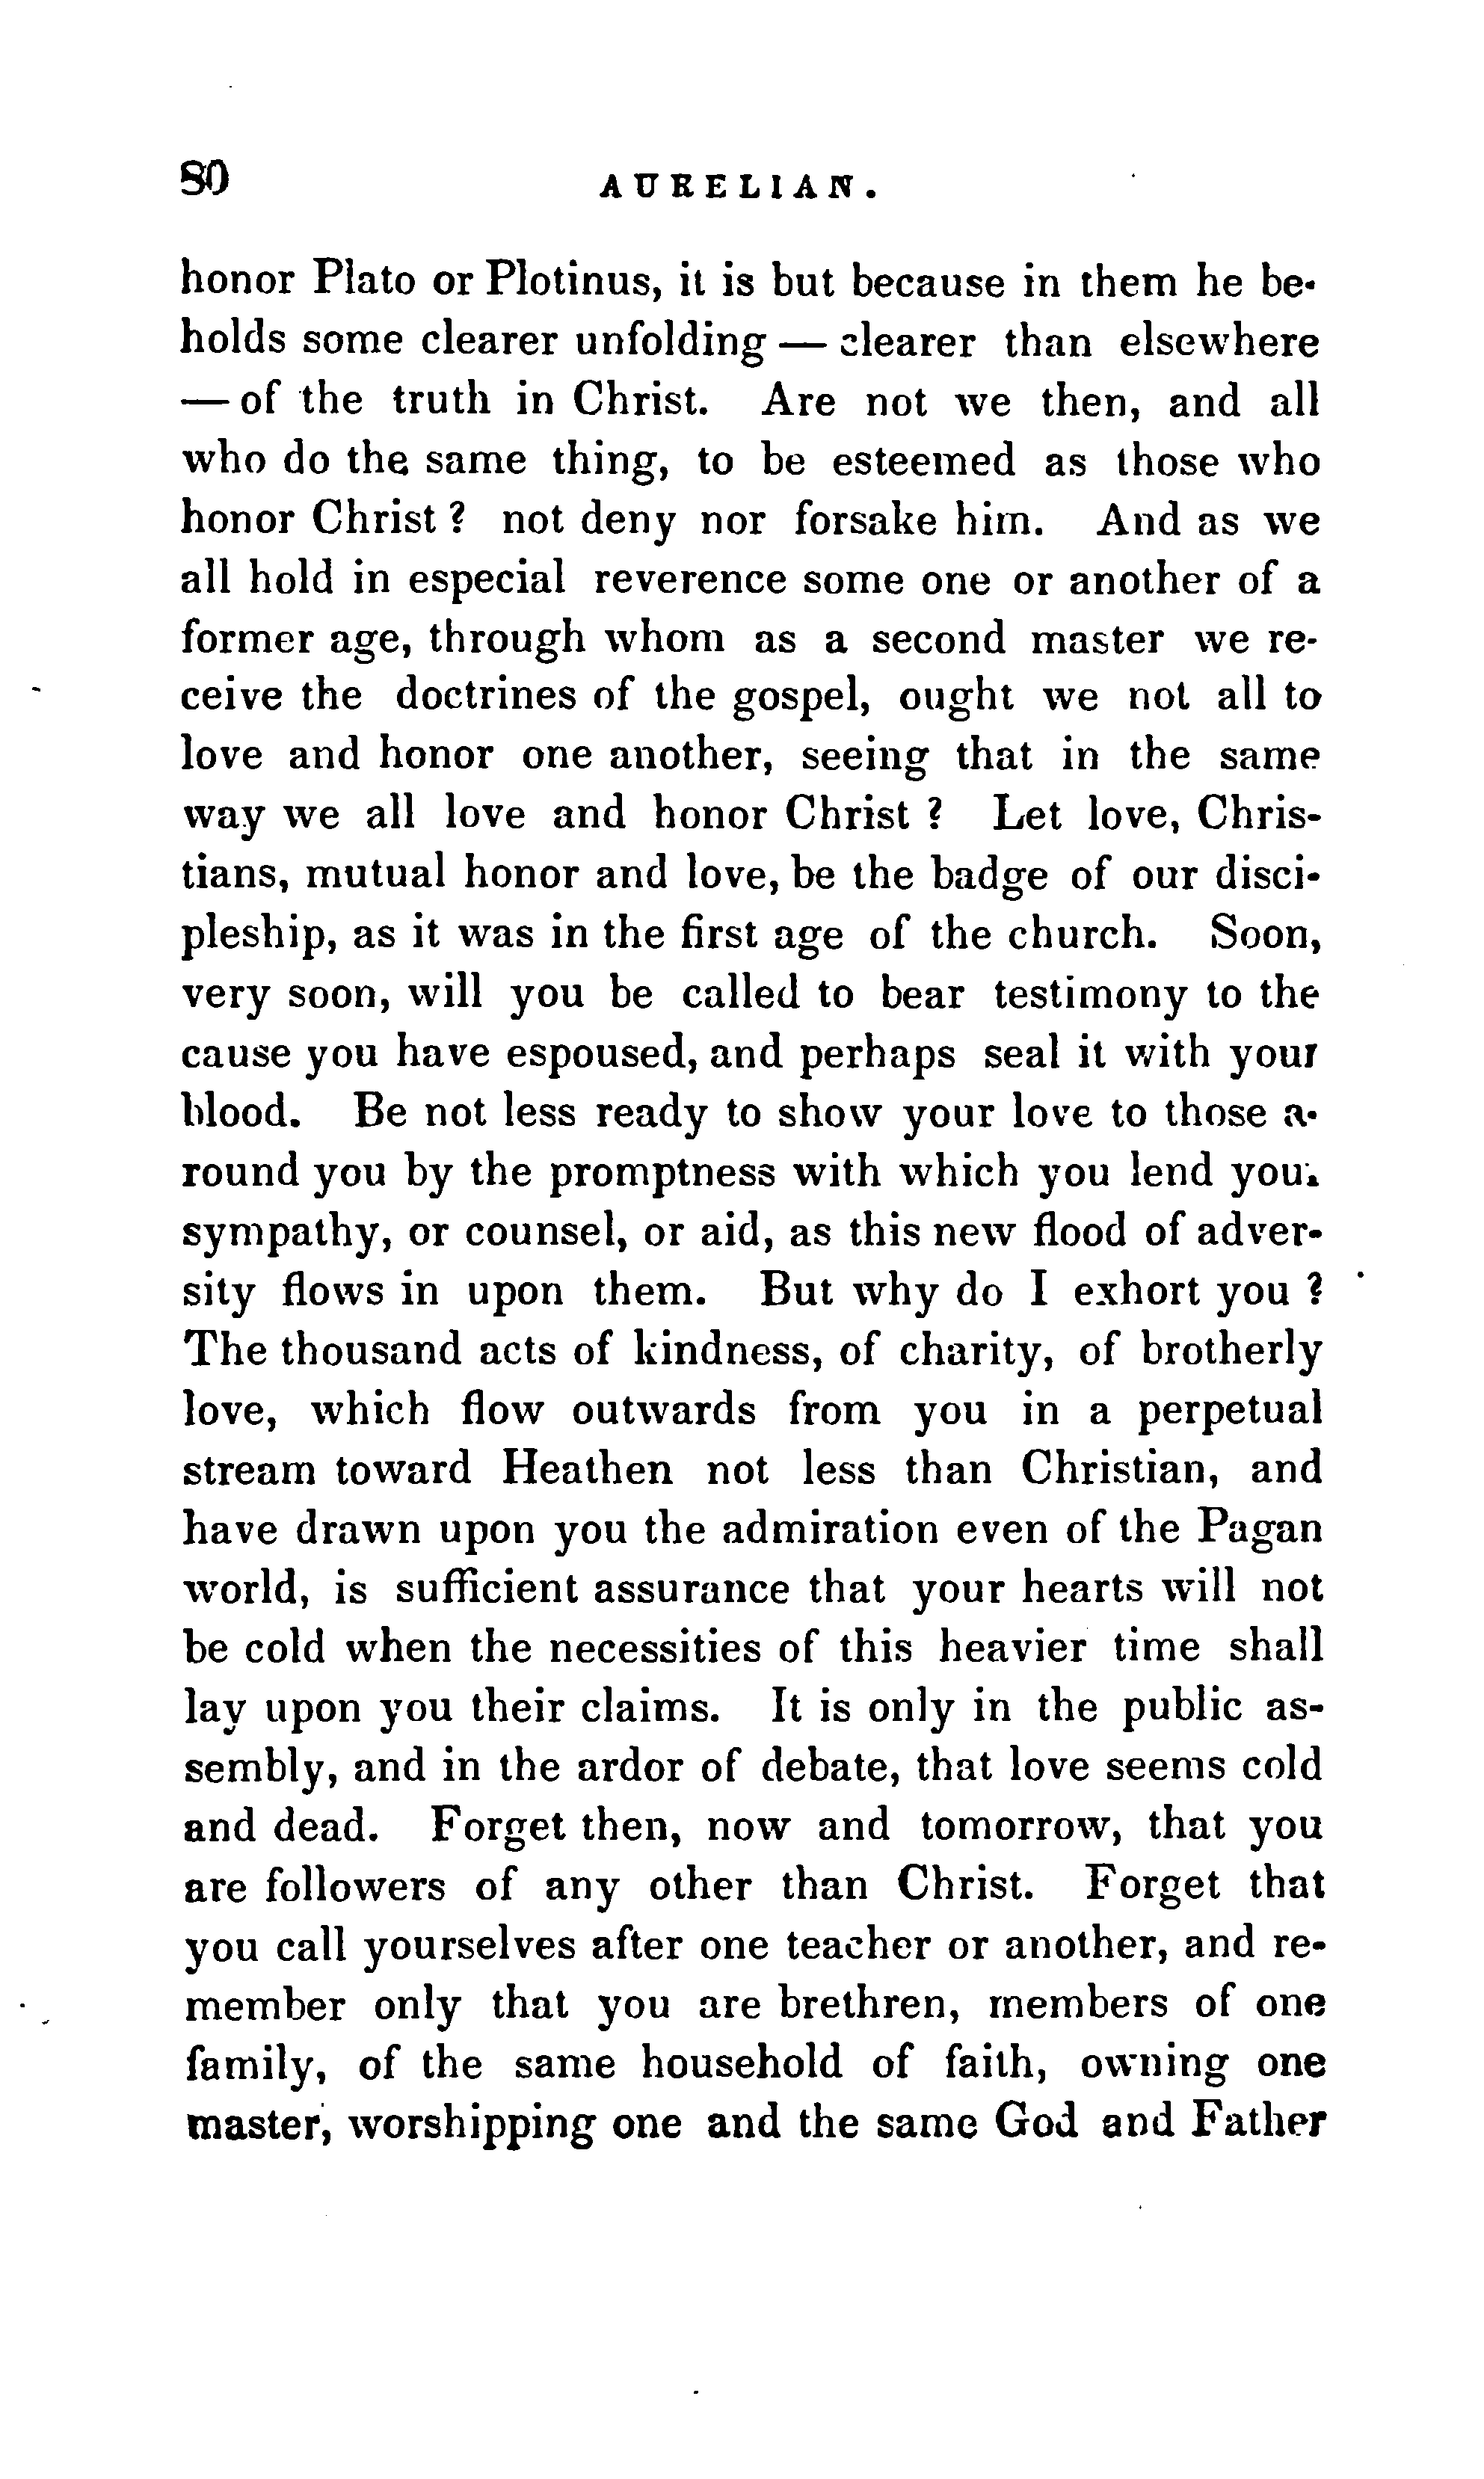 80 AURELIAN.
honor Plato or Plotinus, it is but because in them he be-
holds some clearer unfolding — clearer than elsewhere
— of the truth in Christ. Are not we then, and all
who do the same thing, to be esteemed as those who
honor Christ ? not deny nor forsake him. And as we
all hold in especial reverence some one or another of a
former age, through whom as a second master we re-
ceive the doctrines of the gospel, ought we not all to
love and honor one another, seeing that in the same
way we all love and honor Christ ? Let love, Chris-
tians, mutual honor and love, be the badge of our disci-
pleship, as it was in the first age of the church. Soon,
very soon, will you be called to bear testimony to the
cause you have espoused, and perhaps seal it with your
blood. Be not less ready to show your love to those a-
round you by the promptness with which you lend your
sympathy, or counsel, or aid, as this new flood of adver-
sity flows in upon them. But why do I exhort you ?
The thousand acts of kindness, of charity, of brotherly
love, which flow outwards from you in a perpetual
stream toward Heathen not less than Christian, and
have drawn upon you the admiration even of the Pagan
world, is sufficient assurance that your hearts will not
be cold when the necessities of this heavier time shall
lay upon you their claims. It is only in the public as-
sembly, and in the ardor of debate, that love seems cold
and dead. Forget then, now and tomorrow, that you
are followers of any other than Christ. Forget that
you call yourselves after one teacher or another, and re-
member only that you are brethren, members of one
family, of the same household of faith, owning one
master, worshipping one and the same God and Father